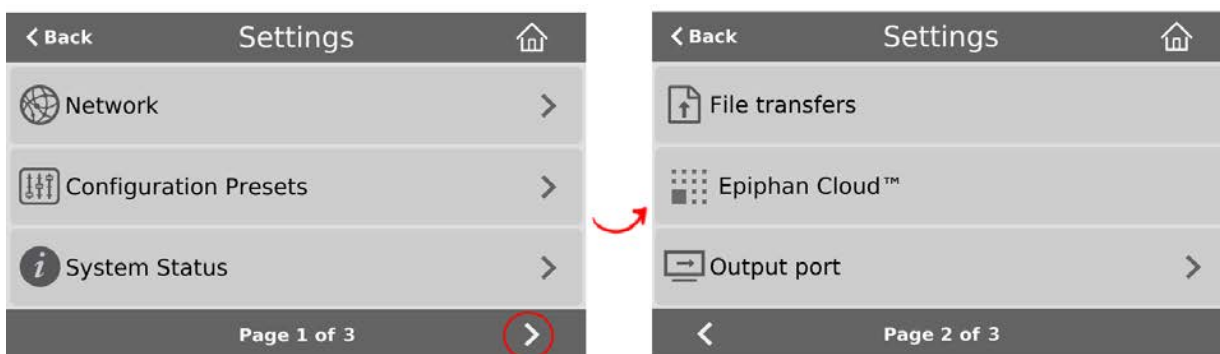 Back Settings
Network
Configuration Presets
System Status
Page 1 of 3
Back Settings
File transfers
Epiphan Cloud™
Output port
Page 2 of 3